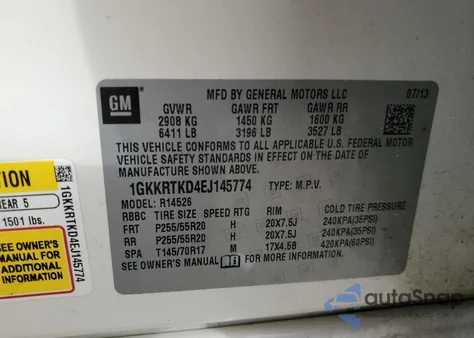 GM
MFD BY GENERAL MOTORS LLC 07/13
GVWR GAWR FRT GAWR RR
2908 KG 1450 KG 1600 KG
6411 LB 3196 LB 3527 LB
THIS VEHICLE CONFORMS TO ALL APPLICABLE U.S. FEDERAL MOTOR
VEHICLE SAFETY STANDARDS IN EFFECT ON THE DATE OF
MANUFACTURE SHOWN ABOVE.
1GKKRTKD4EJ145774 TYPE: M.P.V.
MODEL: R14526
RBBC TIRE SIZE SPEED RTG RIM COLD TIRE PRESSURE
FRT P255/55R20 H 20X7.5J 240KPA(35PSI)
RR P255/55R20 H 20X7.5J 240KPA(35PSI)
SPA T145/70R17 M 17X4.5B 420KPA(60PSI)
SEE OWNER'S MANUAL FOR MORE INFORMATION.
TION
REAR 5
1501 lbs.
SEE OWNER'S
MANUAL FOR
ADDITIONAL
INFORMATION
1GKKRTKD4EJ145774
autoSnap